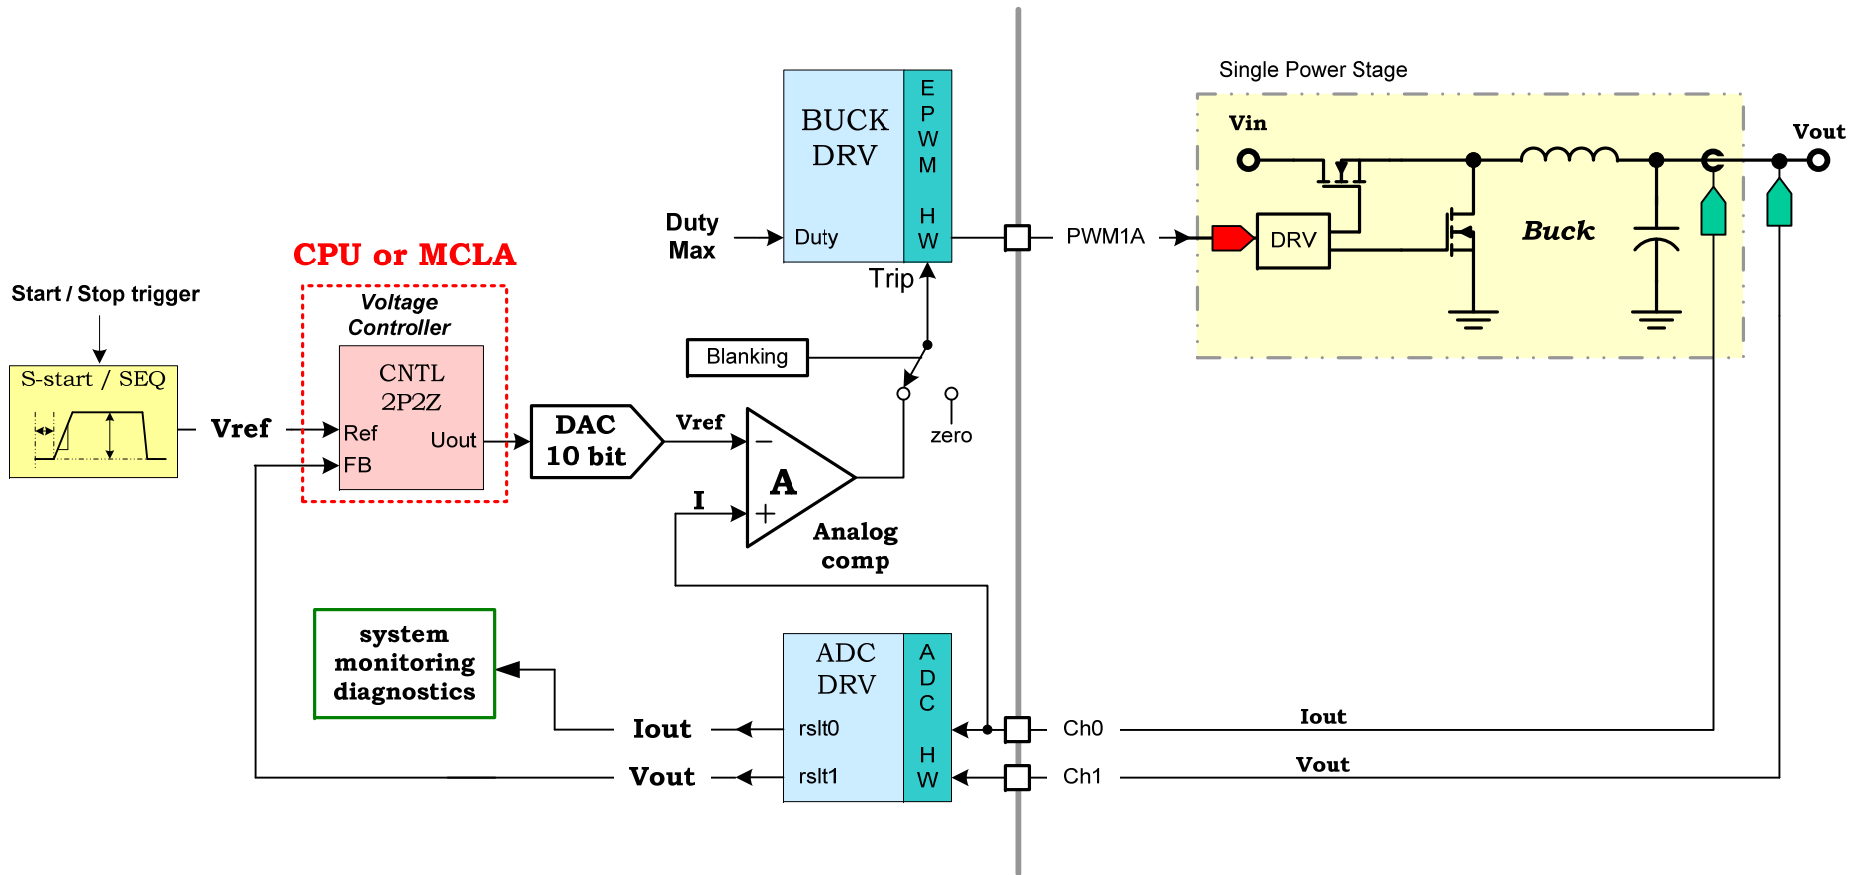 Single Power Stage
Vin
Vout
E
P
W
M
H
W
BUCK
DRV
Duty
Max
Duty
PWM1A
DRV
Buck
CPU or MCLA
Trip
Start / Stop trigger
Voltage
Controller
Blanking
S-start / SEQ
CNTL
2P2Z
Vref
Ref
FB
Uout
DAC
10 bit
Vref
−
zero
A
I
+
Analog
comp
system
monitoring
diagnostics
ADC
DRV
A
D
C
H
W
Iout
rslt0
Ch0
Iout
Vout
rslt1
Ch1
Vout